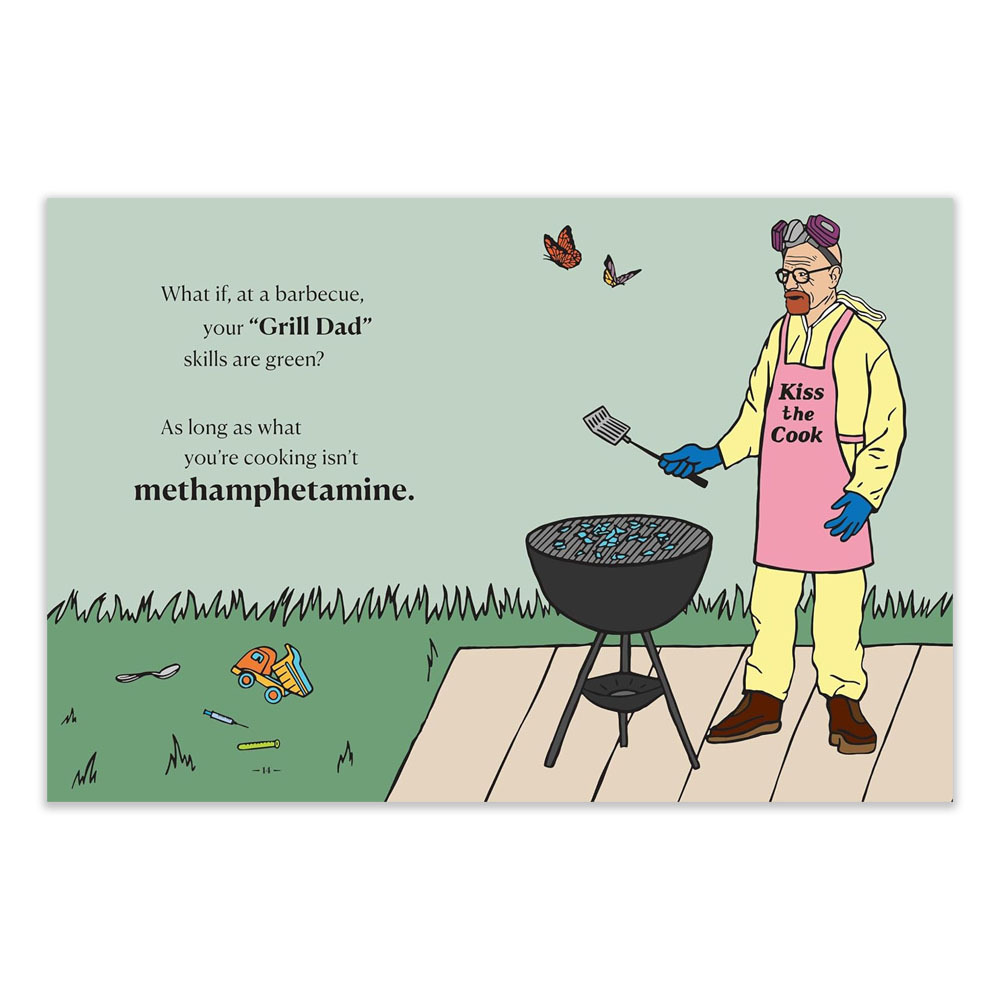 What if, at a barbecue,
your “Grill Dad”
skills are green?
As long as what
you’re cooking isn’t
methamphetamine.
Kiss
the
Cook
–14–